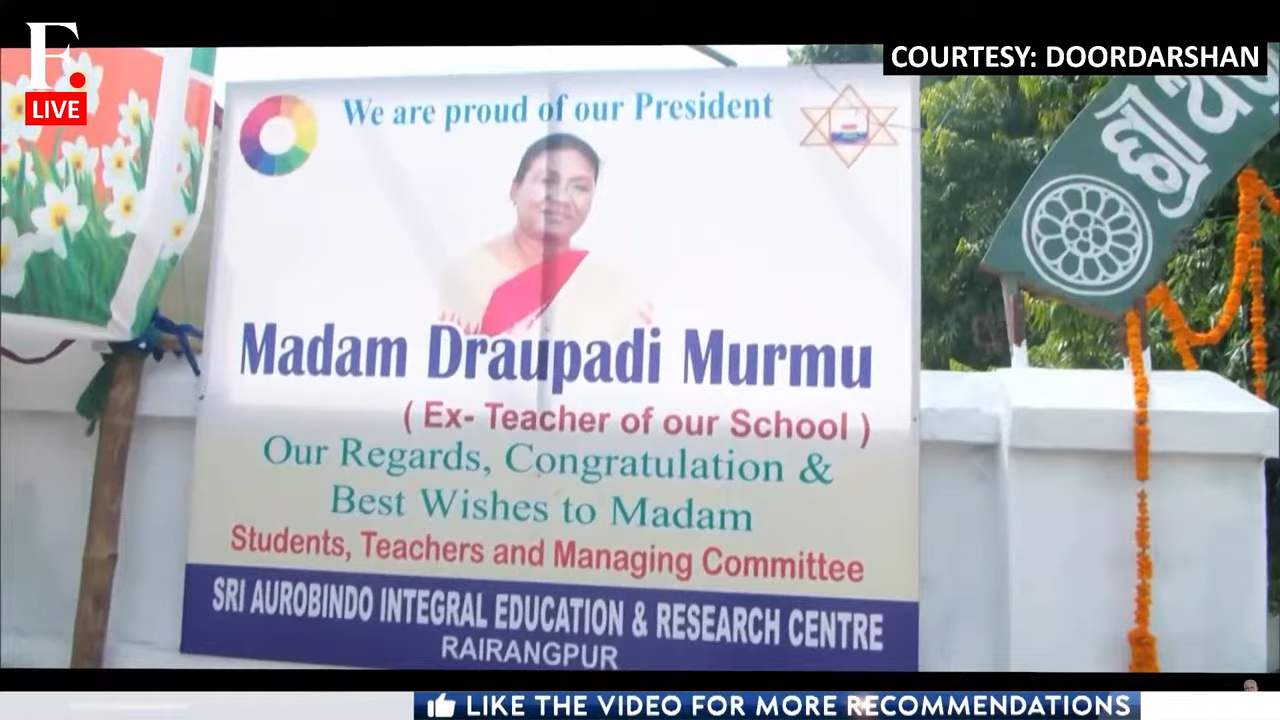 F.
LIVE
COURTESY: DOORDARSHAN
We are proud of our President
Madam Draupadi Murmu
( Ex- Teacher of our School )
Our Regards, Congratulation &
Best Wishes to Madam
Students, Teachers and Managing Committee
SRI AUROBINDO INTEGRAL EDUCATION & RESEARCH CENTRE
RAIRANGPUR
LIKE THE VIDEO FOR MORE RECOMMENDATIONS